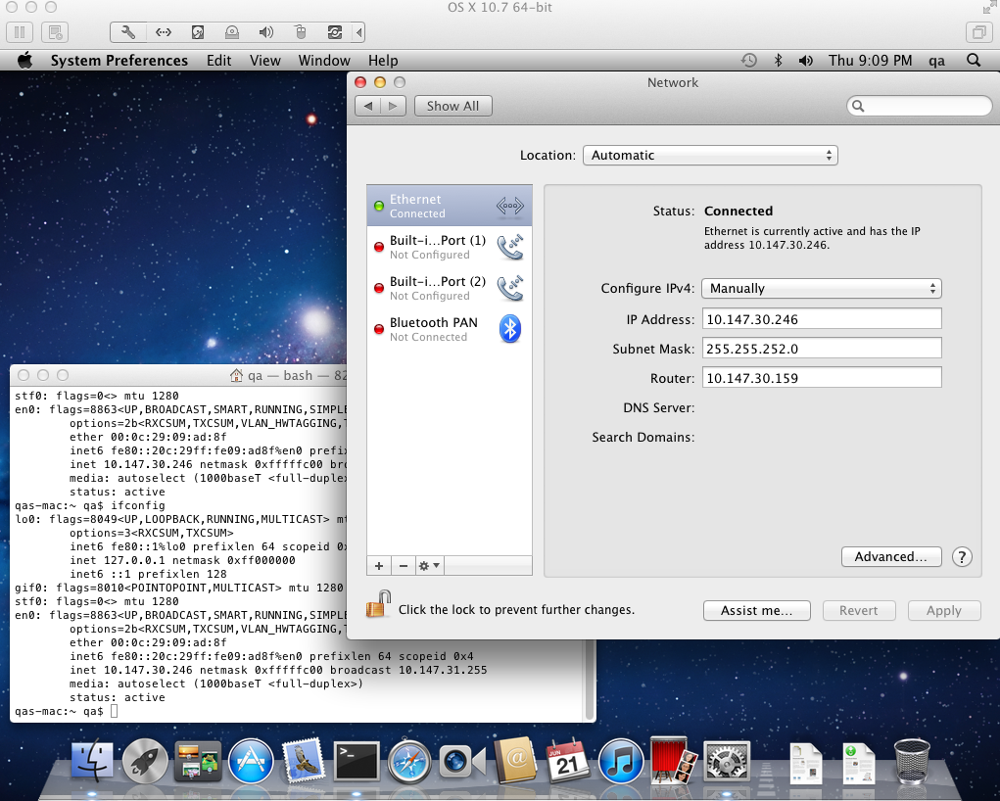 OS X 10.7 64-bit
System Preferences Edit View Window Help Thu 9:09 PM qa
Network
Show All
Location: Automatic
Ethernet
Connected
Built-i...Port (1)
Not Configured
Built-i...Port (2)
Not Configured
Bluetooth PAN
Not Connected
Status: Connected
Ethernet is currently active and has the IP
address 10.147.30.246.
Configure IPv4: Manually
IP Address: 10.147.30.246
Subnet Mask: 255.255.252.0
Router: 10.147.30.159
DNS Server:
Search Domains:
Advanced... ?
Click the lock to prevent further changes.
Assist me... Revert Apply
qa — bash — 82
stf0: flags=0<> mtu 1280
en0: flags=8863<UP,BROADCAST,SMART,RUNNING,SIMPLE
options=2b<RXCSUM,TXCSUM,VLAN_HWTAGGING,T
ether 00:0c:29:09:ad:8f
inet6 fe80::20c:29ff:fe09:ad8f%en0 prefix
inet 10.147.30.246 netmask 0xfffffc00 bro
media: autoselect (1000baseT <full-duplex
status: active
qas-mac:~ qa$ ifconfig
lo0: flags=8049<UP,LOOPBACK,RUNNING,MULTICAST> mt
options=3<RXCSUM,TXCSUM>
inet6 fe80::1%lo0 prefixlen 64 scopeid 0x
inet 127.0.0.1 netmask 0xff000000
inet6 ::1 prefixlen 128
gif0: flags=8010<POINTOPOINT,MULTICAST> mtu 1280
stf0: flags=0<> mtu 1280
en0: flags=8863<UP,BROADCAST,SMART,RUNNING,SIMPLE
options=2b<RXCSUM,TXCSUM,VLAN_HWTAGGING,T
ether 00:0c:29:09:ad:8f
inet6 fe80::20c:29ff:fe09:ad8f%en0 prefixlen 64 scopeid 0x4
inet 10.147.30.246 netmask 0xfffffc00 broadcast 10.147.31.255
media: autoselect (1000baseT <full-duplex>)
status: active
qas-mac:~ qa$
JUN
21